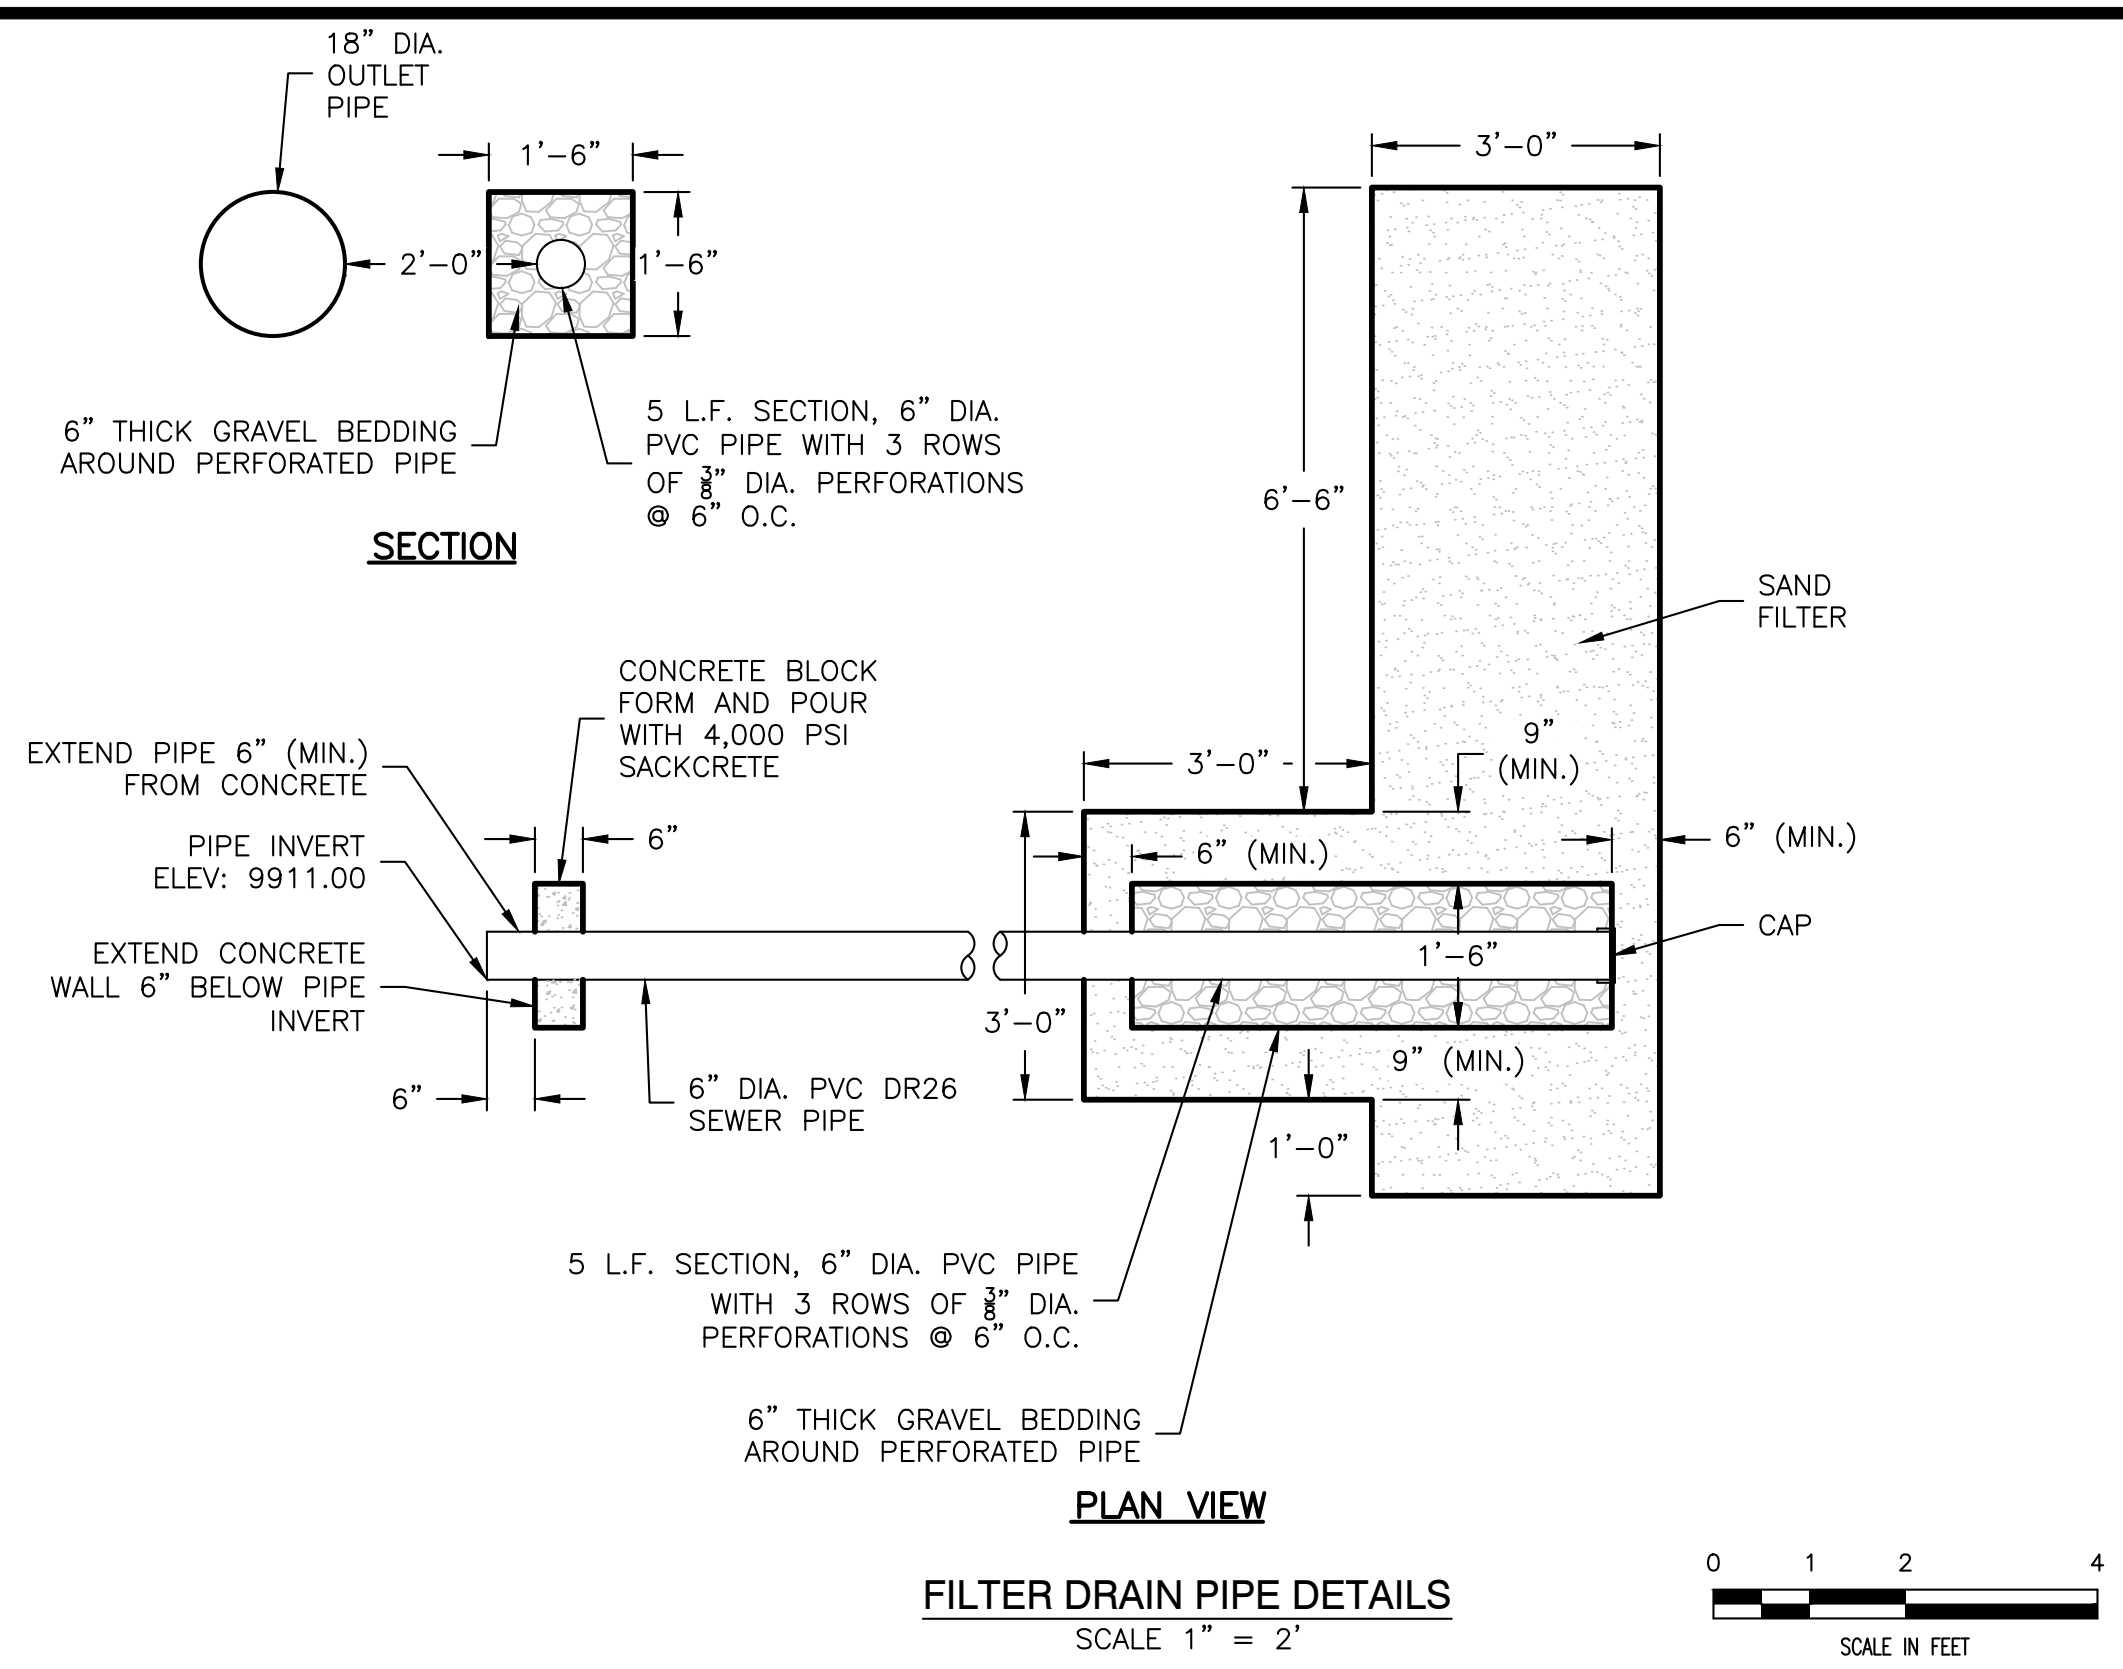 18" DIA.
OUTLET
PIPE
1'-6"
2'-0"
1'-6"
6" THICK GRAVEL BEDDING
AROUND PERFORATED PIPE
5 L.F. SECTION, 6" DIA.
PVC PIPE WITH 3 ROWS
OF 3/8" DIA. PERFORATIONS
@ 6" O.C.
SECTION
3'-0"
6'-6"
SAND
FILTER
CONCRETE BLOCK
FORM AND POUR
WITH 4,000 PSI
SACKCRETE
EXTEND PIPE 6" (MIN.)
FROM CONCRETE
PIPE INVERT
ELEV: 9911.00
EXTEND CONCRETE
WALL 6" BELOW PIPE
INVERT
6"
6"
6" DIA. PVC DR26
SEWER PIPE
3'-0"
9"
(MIN.)
6" (MIN.)
6" (MIN.)
CAP
1'-6"
3'-0"
9" (MIN.)
1'-0"
5 L.F. SECTION, 6" DIA. PVC PIPE
WITH 3 ROWS OF 3/8" DIA.
PERFORATIONS @ 6" O.C.
6" THICK GRAVEL BEDDING
AROUND PERFORATED PIPE
PLAN VIEW
FILTER DRAIN PIPE DETAILS
SCALE 1" = 2'
0 1 2 4
SCALE IN FEET